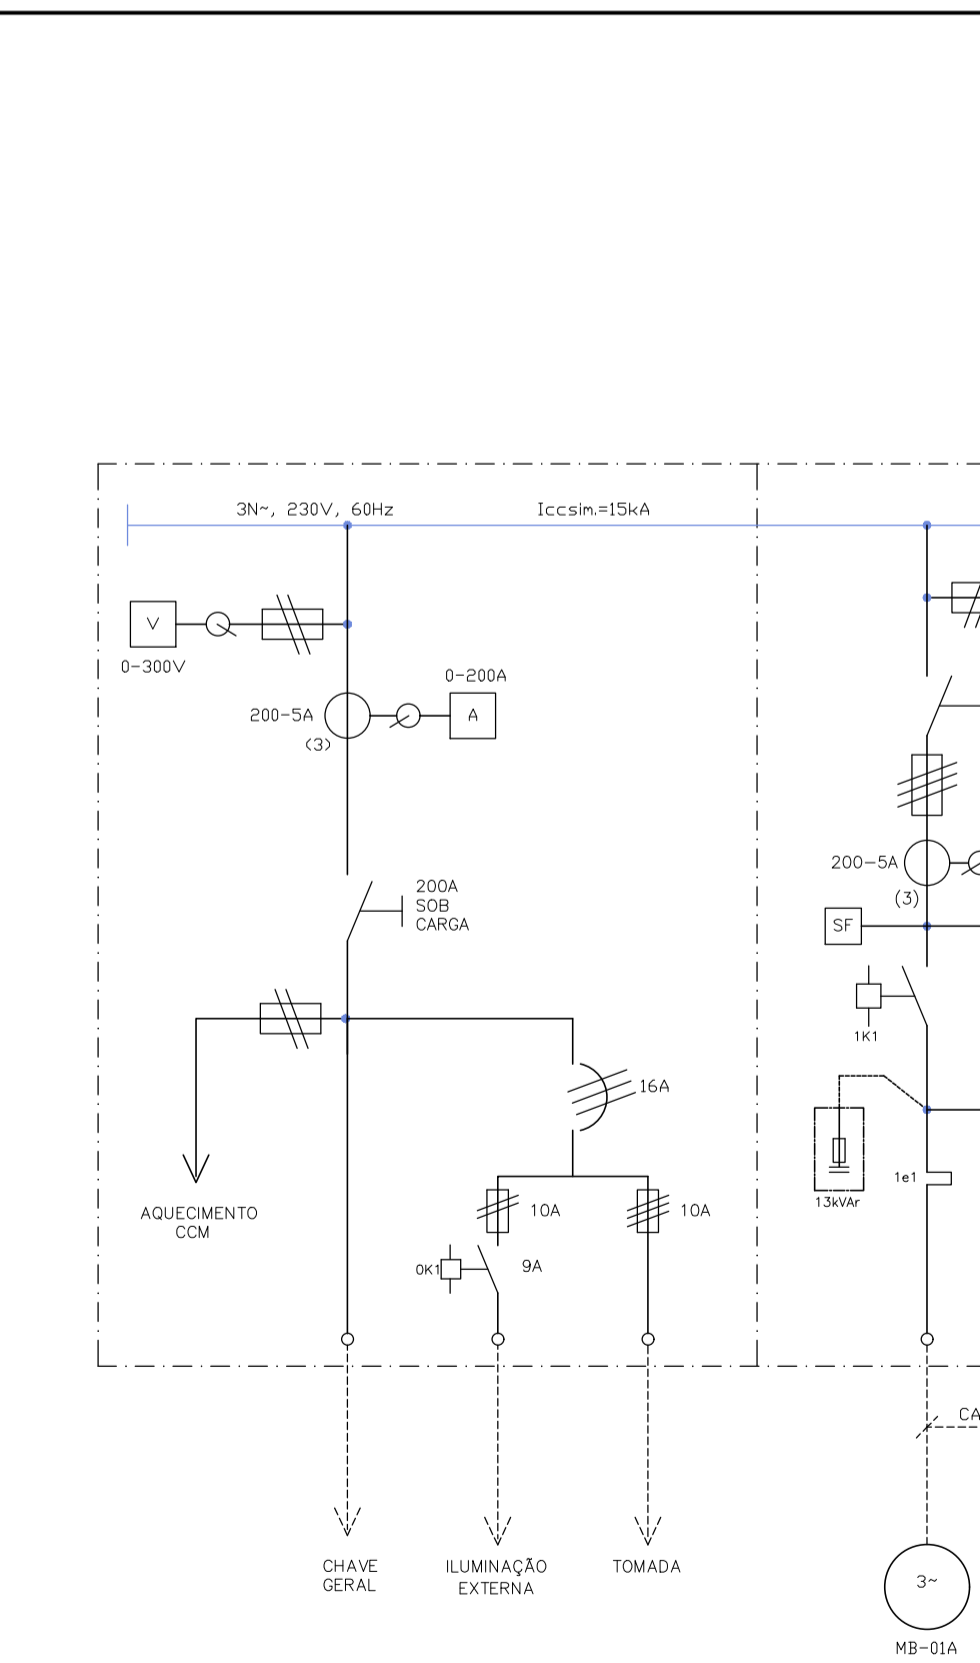 3N~, 230V, 60Hz
Iccsim.=15kA
V
0-300V
0-200A
200-5A
A
(3)
200A
SOB
CARGA
200-5A
(3)
SF
1K1
16A
1e1
13kVAr
10A
10A
AQUECIMENTO
CCM
0K1
9A
CA
CHAVE
GERAL
ILUMINAÇÃO
EXTERNA
TOMADA
3~
MB-01A